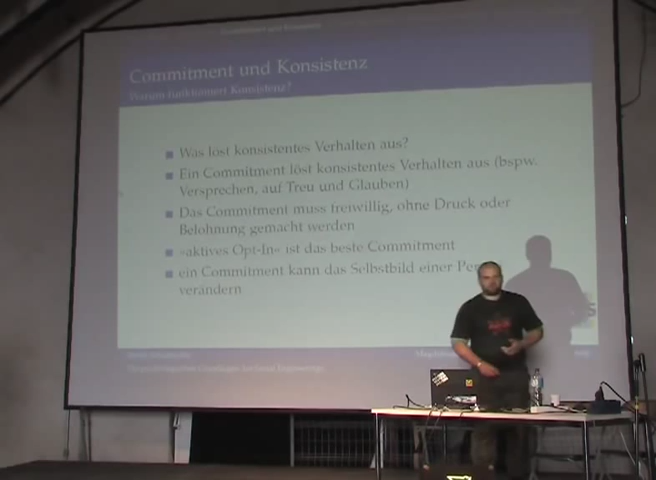 Commitment und Konsistenz
Warum funktioniert Konsistenz?
Was löst konsistentes Verhalten aus?
Ein Commitment löst konsistentes Verhalten aus (bspw.
Versprechen, auf Treu und Glauben)
Das Commitment muss freiwillig, ohne Druck oder
Belohnung gemacht werden
»aktives Opt-In« ist das beste Commitment
ein Commitment kann das Selbstbild einer Per
verändern